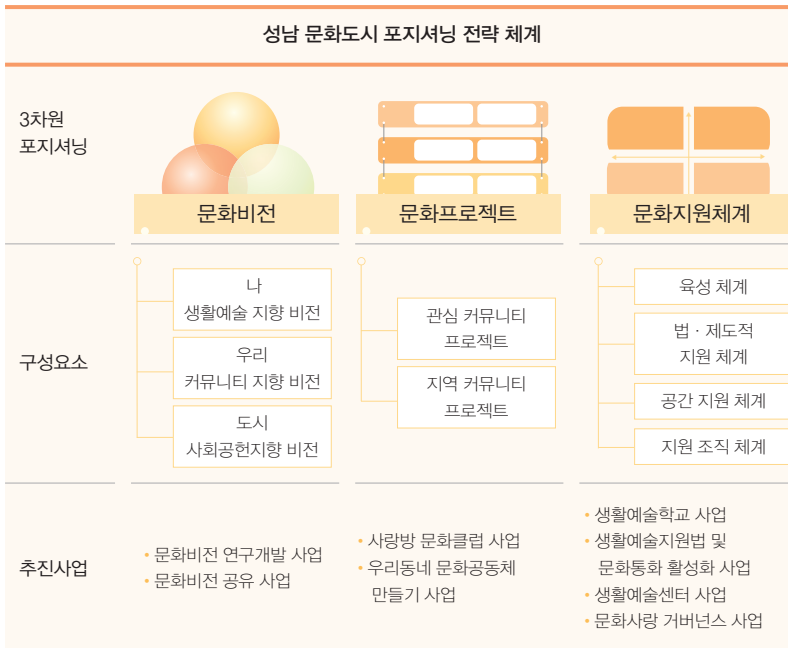 성남 문화도시 포지셔닝 전략 체계
3차원
포지셔닝
문화비전
문화프로젝트
문화지원체계
구성요소
나
생활예술 지향 비전
우리
커뮤니티 지향 비전
도시
사회공헌지향 비전
관심 커뮤니티
프로젝트
지역 커뮤니티
프로젝트
육성 체계
법 · 제도적
지원 체계
공간 지원 체계
지원 조직 체계
추진사업
• 문화비전 연구개발 사업
• 문화비전 공유 사업
• 사랑방 문화클럽 사업
• 우리동네 문화공동체
만들기 사업
• 생활예술학교 사업
• 생활예술지원법 및
문화통화 활성화 사업
• 생활예술센터 사업
• 문화사랑 거버넌스 사업